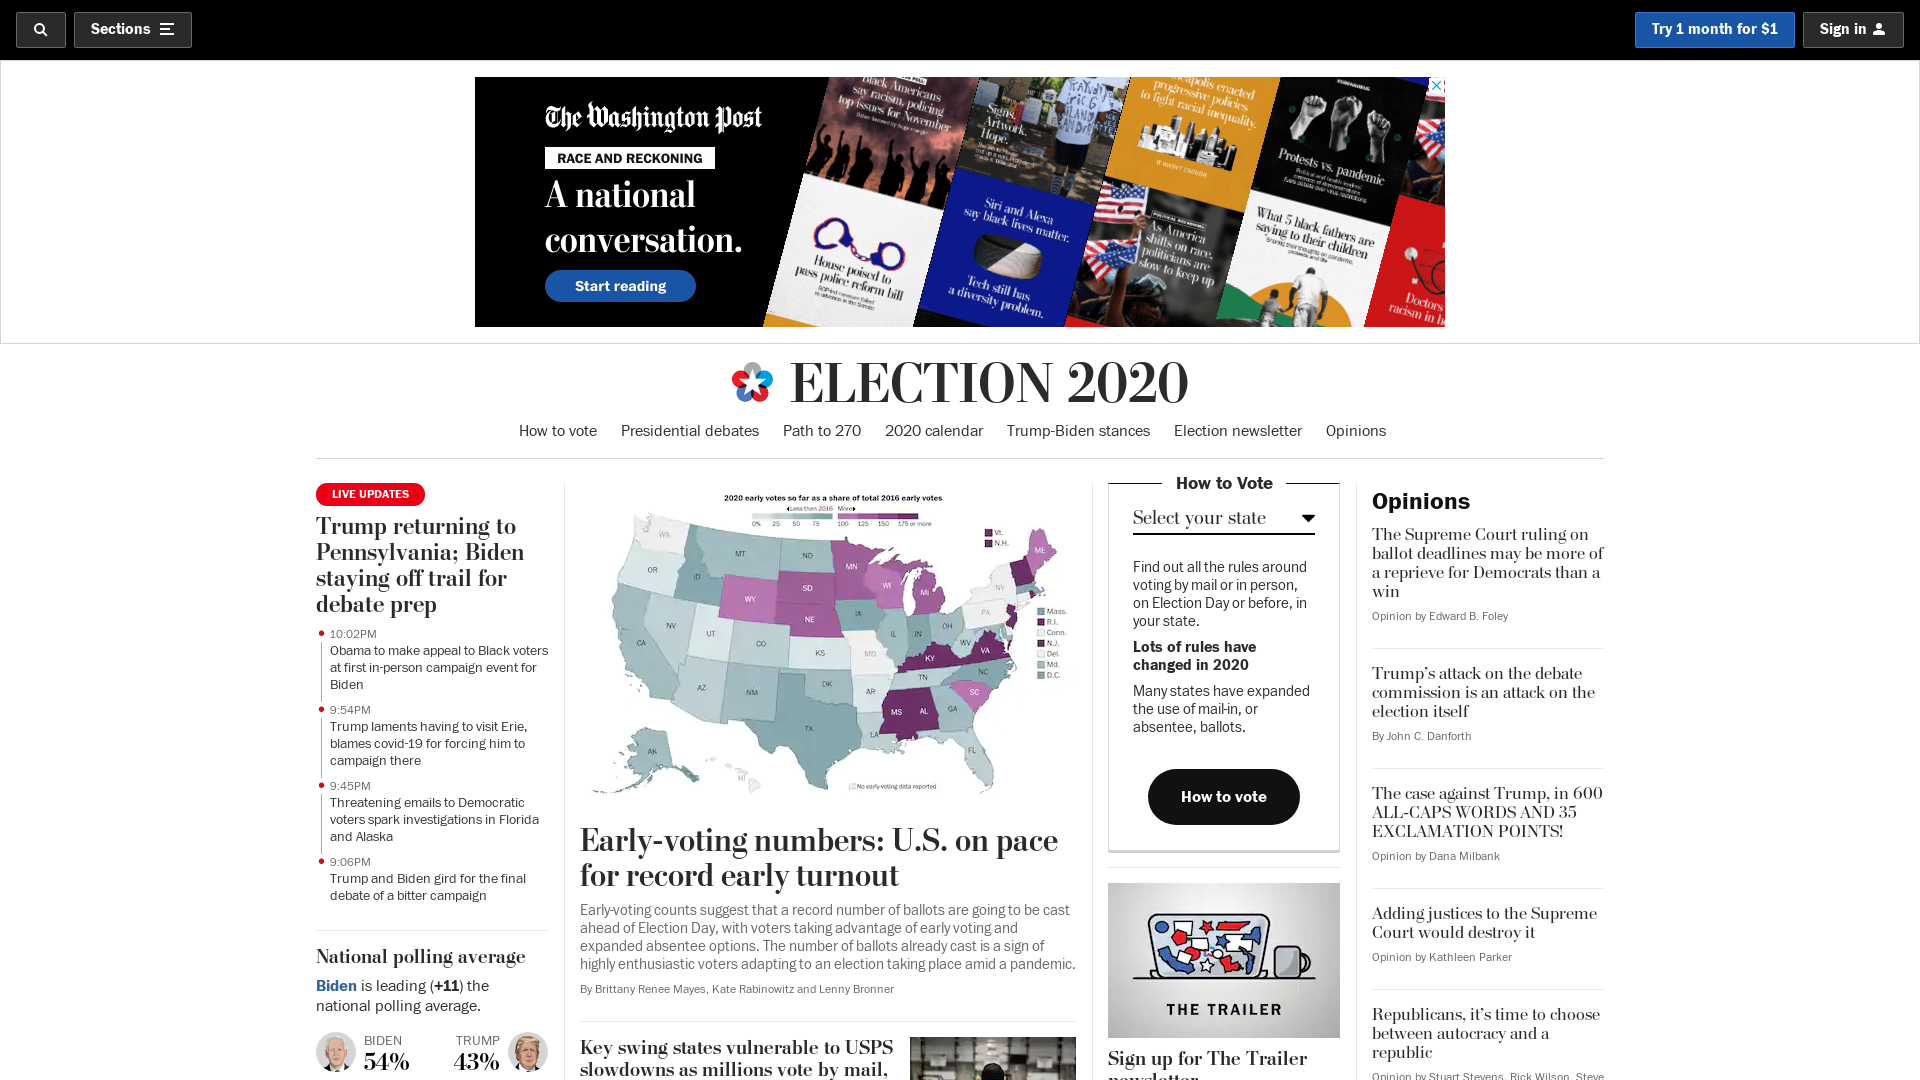 Sections
Try 1 month for $1
Sign in
The Washington Post
RACE AND RECKONING
A national
conversation.
Start reading
Black Americans
say racism, policing
top issues for November
Signs.
Artwork.
Hope.
to fight racial inequality.
progressive policies
IT WASN'T ENOUGH.
Protests vs. pandemic
House poised to
pass police reform bill
Siri and Alexa
say black lives matter.
Tech still has
a diversity problem.
As America
shifts on race,
politicians are
slow to keep up
What 5 black fathers are
saying to their children
Doctors
racism in
ELECTION 2020
How to vote
Presidential debates
Path to 270
2020 calendar
Trump-Biden stances
Election newsletter
Opinions
LIVE UPDATES
Trump returning to
Pennsylvania; Biden
staying off trail for
debate prep
10:02PM
Obama to make appeal to Black voters
at first in-person campaign event for
Biden
9:54PM
Trump laments having to visit Erie,
blames covid-19 for forcing him to
campaign there
9:45PM
Threatening emails to Democratic
voters spark investigations in Florida
and Alaska
9:06PM
Trump and Biden gird for the final
debate of a bitter campaign
National polling average
Biden is leading (+11) the
national polling average.
BIDEN
54%
TRUMP
43%
2020 early votes so far as a share of total 2016 early votes
Less than 2016 More
0% 25 50 75 100 125 150 175 or more
WA
OR
CA
NV
ID
MT
WY
UT
AZ
CO
NM
ND
SD
NE
KS
OK
TX
MN
IA
MO
AR
LA
WI
IL
MI
IN
OH
KY
TN
MS
AL
GA
FL
SC
NC
VA
WV
PA
NY
ME
AK
HI
Vt.
N.H.
Mass.
R.I.
Conn.
N.J.
Del.
Md.
D.C.
No early-voting data reported
Early-voting numbers: U.S. on pace
for record early turnout
Early-voting counts suggest that a record number of ballots are going to be cast
ahead of Election Day, with voters taking advantage of early voting and
expanded absentee options. The number of ballots already cast is a sign of
highly enthusiastic voters adapting to an election taking place amid a pandemic.
By Brittany Renee Mayes, Kate Rabinowitz and Lenny Bronner
Key swing states vulnerable to USPS
slowdowns as millions vote by mail,
How to Vote
Select your state
Find out all the rules around
voting by mail or in person,
on Election Day or before, in
your state.
Lots of rules have
changed in 2020
Many states have expanded
the use of mail-in, or
absentee, ballots.
How to vote
THE TRAILER
Sign up for The Trailer
newsletter
Opinions
The Supreme Court ruling on
ballot deadlines may be more of
a reprieve for Democrats than a
win
Opinion by Edward B. Foley
Trump’s attack on the debate
commission is an attack on the
election itself
By John C. Danforth
The case against Trump, in 600
ALL-CAPS WORDS AND 35
EXCLAMATION POINTS!
Opinion by Dana Milbank
Adding justices to the Supreme
Court would destroy it
Opinion by Kathleen Parker
Republicans, it’s time to choose
between autocracy and a
republic
Opinion by Stuart Stevens, Rick Wilson, Steve